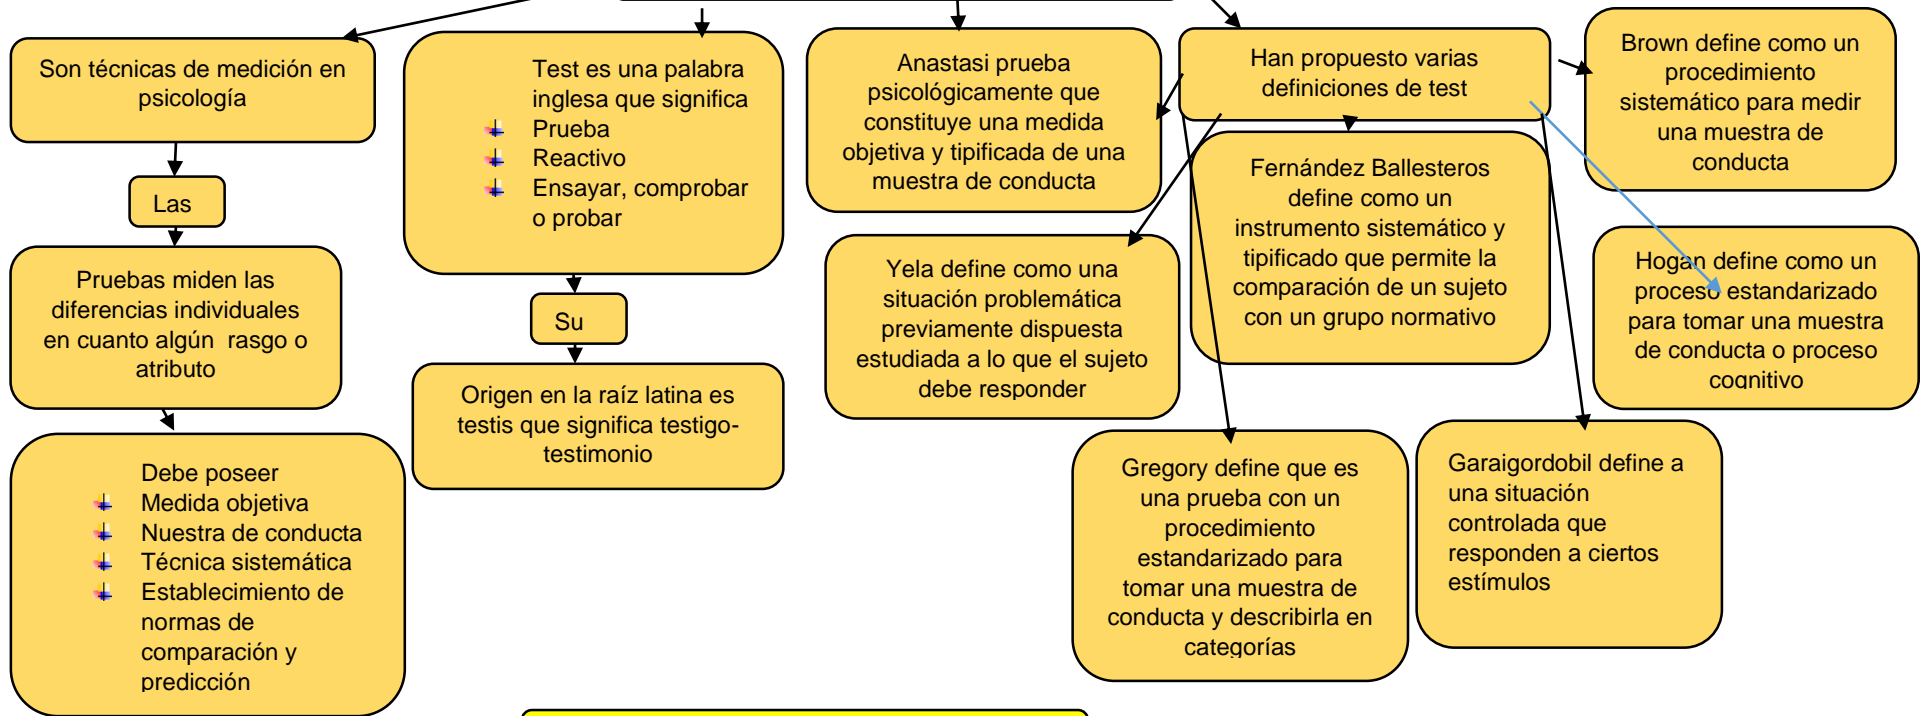 Son técnicas de medición en
psicología
Las
Pruebas miden las
diferencias individuales
en cuanto algún rasgo o
atributo
Debe poseer
Medida objetiva
Nuestra de conducta
Técnica sistemática
Establecimiento de
normas de
comparación y
predicción
Test es una palabra
inglesa que significa
Prueba
Reactivo
Ensayar, comprobar
o probar
Su
Origen en la raíz latina es
testis que significa testigo-
testimonio
Anastasi prueba
psicológicamente que
constituye una medida
objetiva y tipificada de una
muestra de conducta
Han propuesto varias
definiciones de test
Yela define como una
situación problemática
previamente dispuesta
estudiada a lo que el sujeto
debe responder
Fernández Ballesteros
define como un
instrumento sistemático y
tipificado que permite la
comparación de un sujeto
con un grupo normativo
Brown define como un
procedimiento
sistemático para medir
una muestra de
conducta
Hogan define como un
proceso estandarizado
para tomar una muestra
de conducta o proceso
cognitivo
Gregory define que es
una prueba con un
procedimiento
estandarizado para
tomar una muestra de
conducta y describirla en
categorías
Garaigordobil define a
una situación
controlada que
responden a ciertos
estímulos